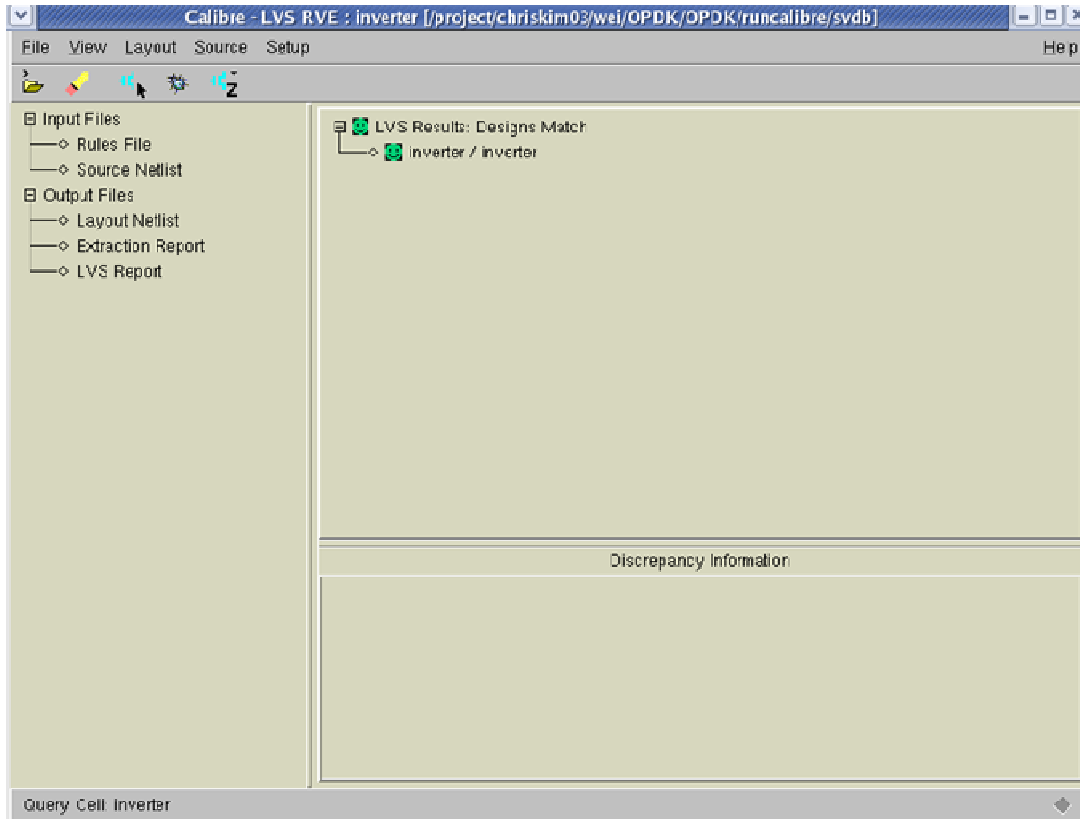 Calibre - LVS RVE : inverter [/project/chriskim03/wei/OPDK/OPDK/runcalibre/svdb]
File View Layout Source Setup Help
Input Files
Rules File
Source Netlist
Output Files
Layout Netlist
Extraction Report
LVS Report
LVS Results: Designs Match
inverter / inverter
Discrepancy Information
Query Cell: inverter